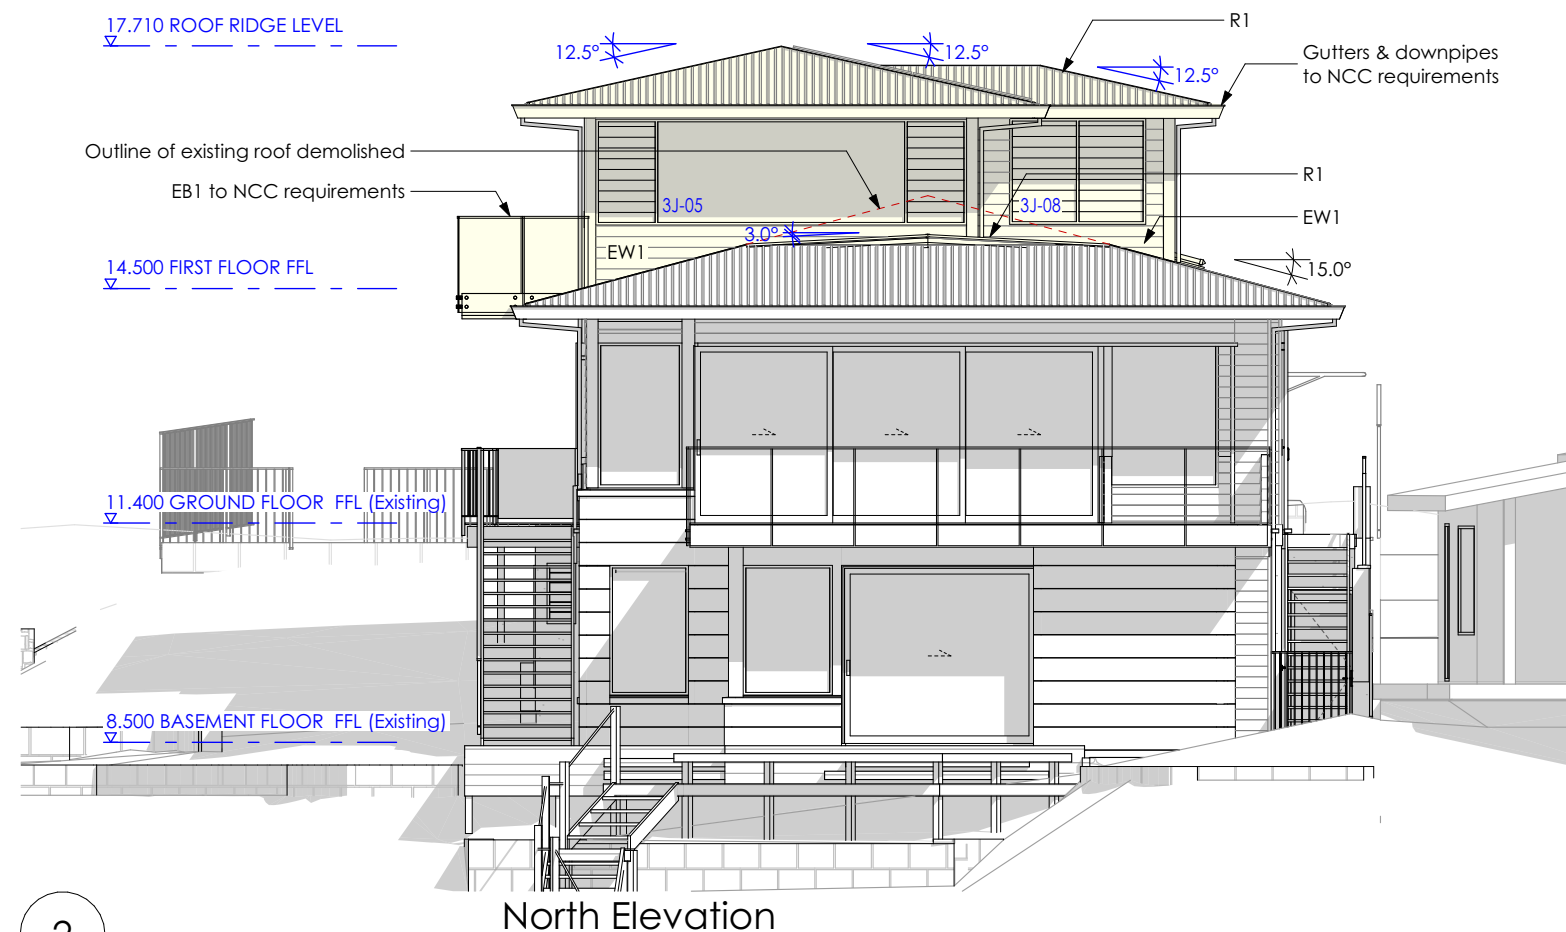 17.710 ROOF RIDGE LEVEL
12.5°
12.5°
12.5°
R1
Gutters & downpipes
to NCC requirements
Outline of existing roof demolished
EB1 to NCC requirements
R1
3J-05
3J-08
EW1
3.0°
EW1
14.500 FIRST FLOOR FFL
15.0°
11.400 GROUND FLOOR  FFL (Existing)
8.500 BASEMENT FLOOR  FFL (Existing)
North Elevation